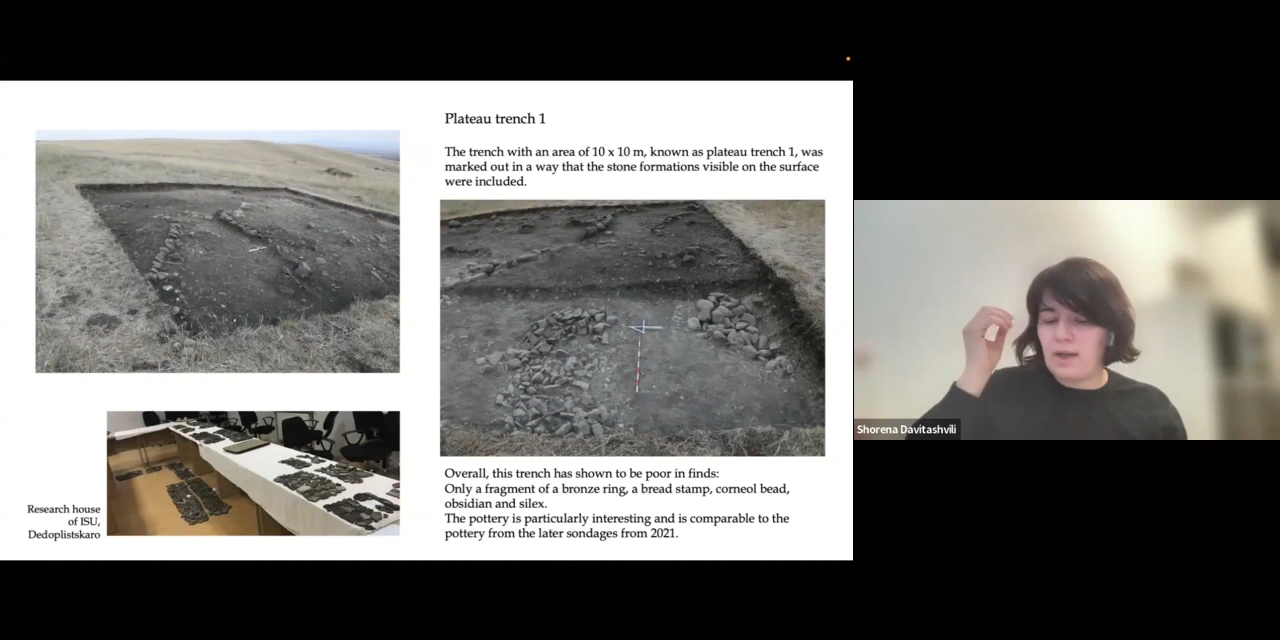 Plateau trench 1
The trench with an area of 10 x 10 m, known as plateau trench 1, was
marked out in a way that the stone formations visible on the surface
were included.
Overall, this trench has shown to be poor in finds:
Only a fragment of a bronze ring, a bread stamp, corneol bead,
obsidian and silex.
The pottery is particularly interesting and is comparable to the
pottery from the later sondages from 2021.
Research house
of ISU,
Dedoplistskaro
Shorena Davitashvili